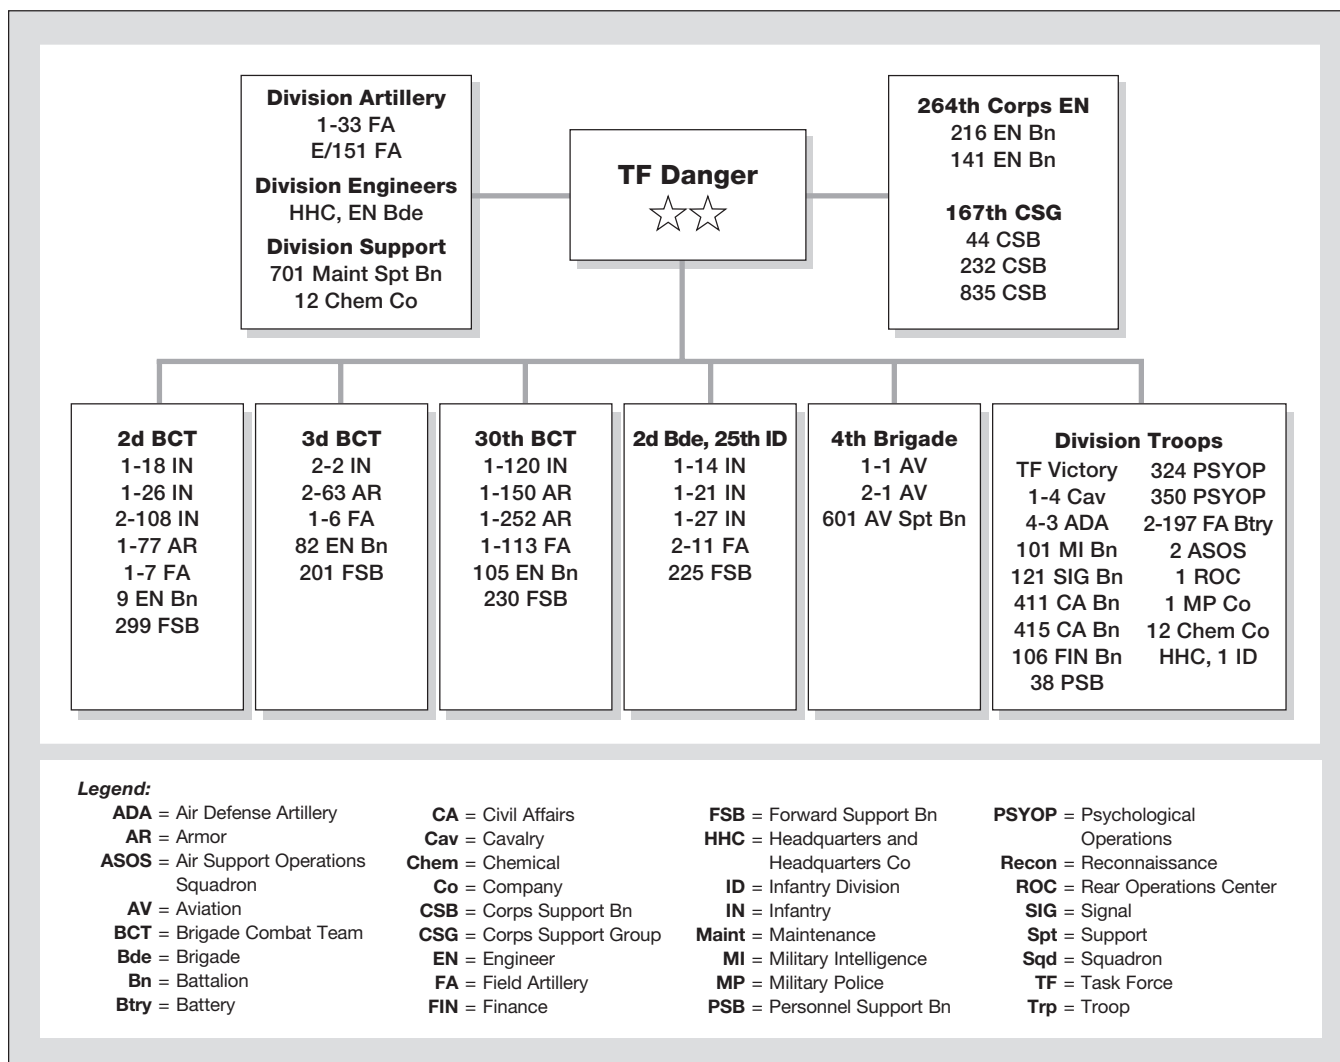 Division Artillery
1-33 FA
E/151 FA
Division Engineers
HHC, EN Bde
Division Support
701 Maint Spt Bn
12 Chem Co
TF Danger
264th Corps EN
216 EN Bn
141 EN Bn
167th CSG
44 CSB
232 CSB
835 CSB
2d BCT
1-18 IN
1-26 IN
2-108 IN
1-77 AR
1-7 FA
9 EN Bn
299 FSB
3d BCT
2-2 IN
2-63 AR
1-6 FA
82 EN Bn
201 FSB
30th BCT
1-120 IN
1-150 AR
1-252 AR
1-113 FA
105 EN Bn
230 FSB
2d Bde, 25th ID
1-14 IN
1-21 IN
1-27 IN
2-11 FA
225 FSB
4th Brigade
1-1 AV
2-1 AV
601 AV Spt Bn
Division Troops
TF Victory
1-4 Cav
4-3 ADA
101 MI Bn
121 SIG Bn
411 CA Bn
415 CA Bn
106 FIN Bn
38 PSB
324 PSYOP
350 PSYOP
2-197 FA Btry
2 ASOS
1 ROC
1 MP Co
12 Chem Co
HHC, 1 ID
Legend:
ADA = Air Defense Artillery
AR = Armor
ASOS = Air Support Operations
Squadron
AV = Aviation
BCT = Brigade Combat Team
Bde = Brigade
Bn = Battalion
Btry = Battery
CA = Civil Affairs
Cav = Cavalry
Chem = Chemical
Co = Company
CSB = Corps Support Bn
CSG = Corps Support Group
EN = Engineer
FA = Field Artillery
FIN = Finance
FSB = Forward Support Bn
HHC = Headquarters and
Headquarters Co
ID = Infantry Division
IN = Infantry
Maint = Maintenance
MI = Military Intelligence
MP = Military Police
PSB = Personnel Support Bn
PSYOP = Psychological
Operations
Recon = Reconnaissance
ROC = Rear Operations Center
SIG = Signal
Spt = Support
Sqd = Squadron
TF = Task Force
Trp = Troop